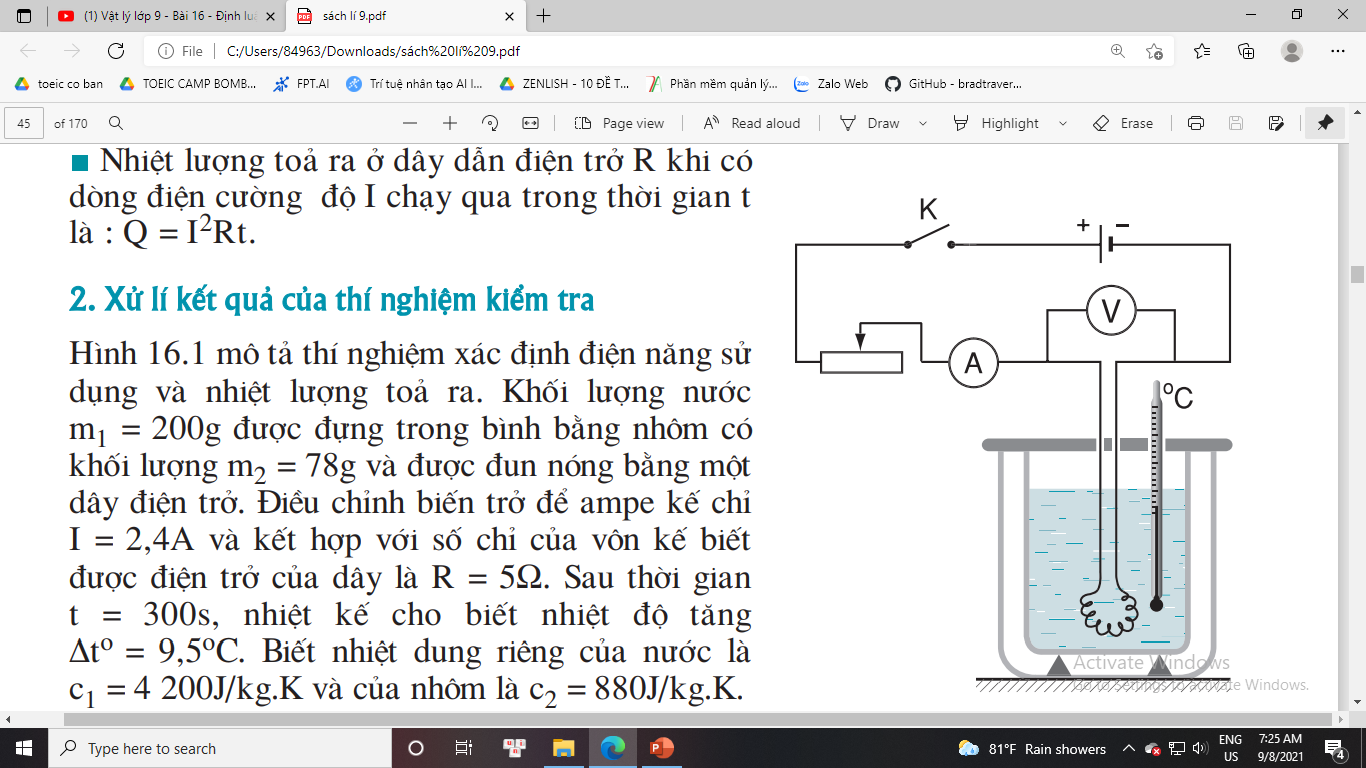 (1) Vật lý lớp 9 - Bài 16 - Định luậ
sách lí 9.pdf
File
C:/Users/84963/Downloads/sách%20lí%209.pdf
toeic co ban
TOEIC CAMP BOMB...
FPT.AI
Trí tuệ nhân tạo AI l...
ZENLISH - 10 ĐỀ T...
Phần mềm quản lý...
Zalo Web
GitHub - bradtraver...
45
of 170
Page view
Read aloud
Draw
Highlight
Erase
■ Nhiệt lượng toả ra ở dây dẫn điện trở R khi có
dòng điện cường độ I chạy qua trong thời gian t
là : Q = I²Rt.
2. Xử lí kết quả của thí nghiệm kiểm tra
Hình 16.1 mô tả thí nghiệm xác định điện năng sử
dụng và nhiệt lượng toả ra. Khối lượng nước
m₁ = 200g được đựng trong bình bằng nhôm có
khối lượng m₂ = 78g và được đun nóng bằng một
dây điện trở. Điều chỉnh biến trở để ampe kế chỉ
I = 2,4A và kết hợp với số chỉ của vôn kế biết
được điện trở của dây là R = 5Ω. Sau thời gian
t = 300s, nhiệt kế cho biết nhiệt độ tăng
Δtº = 9,5ºC. Biết nhiệt dung riêng của nước là
c₁ = 4 200J/kg.K và của nhôm là c₂ = 880J/kg.K.
K
+ −
V
A
ºC
Activate Windows
Go to Settings to activate Windows.
Type here to search
81°F Rain showers
ENG
US
7:25 AM
9/8/2021
4